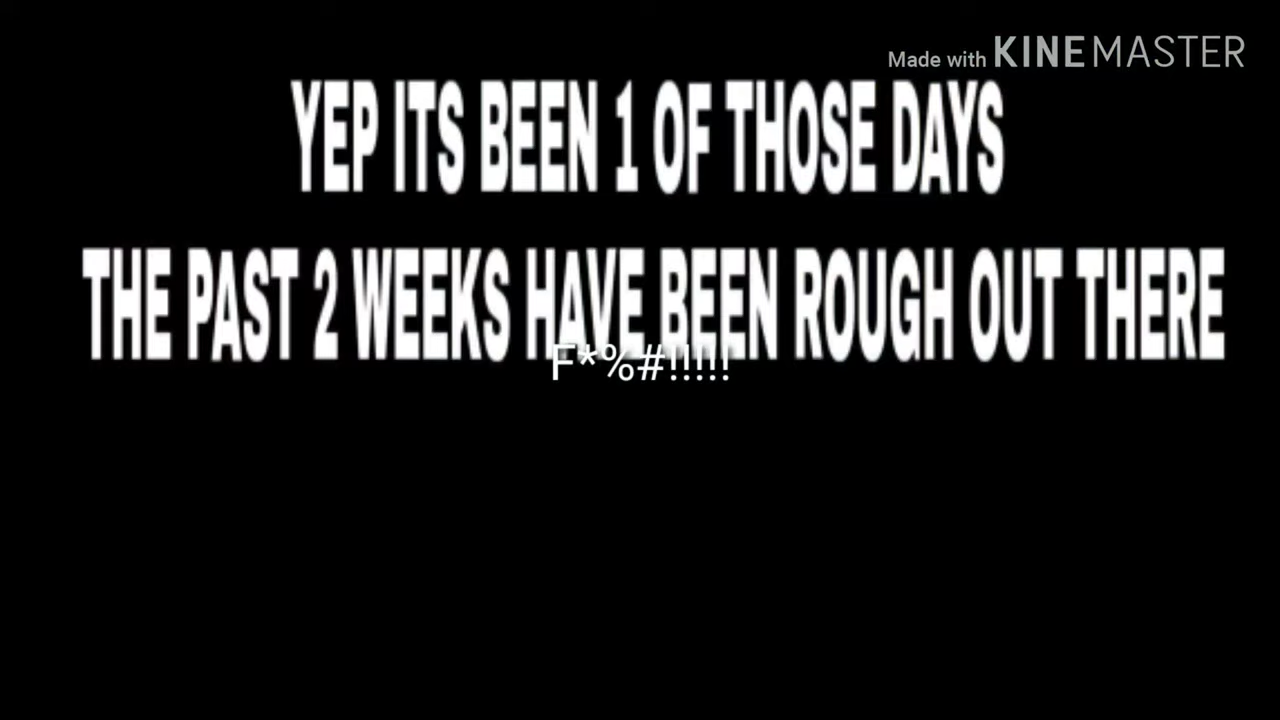 Made with KINEMASTER
YEP ITS BEEN 1 OF THOSE DAYS
THE PAST 2 WEEKS HAVE BEEN ROUGH OUT THERE
F*%#!!!!!